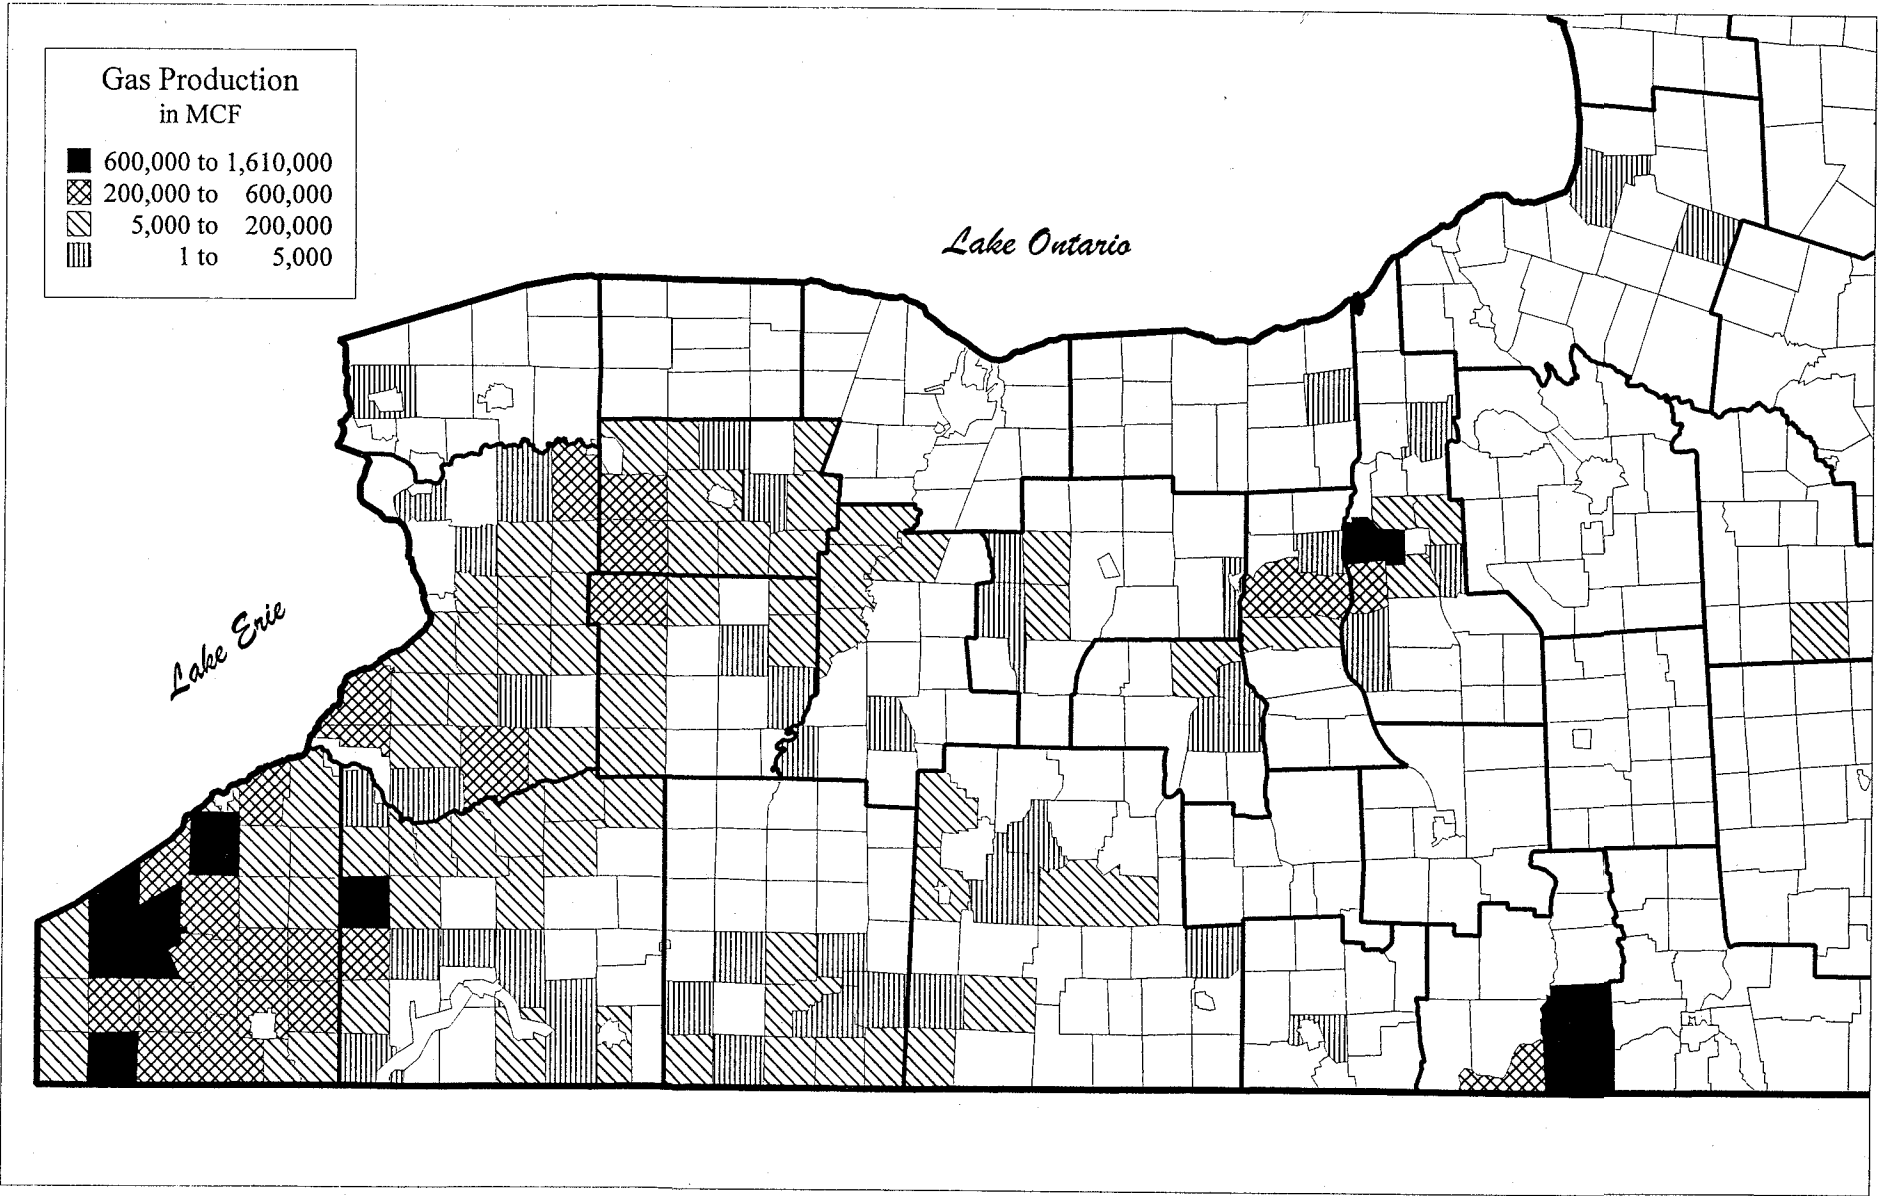 Gas Production
in MCF
600,000 to 1,610,000
200,000 to 600,000
5,000 to 200,000
1 to 5,000
Lake Ontario
Lake Erie